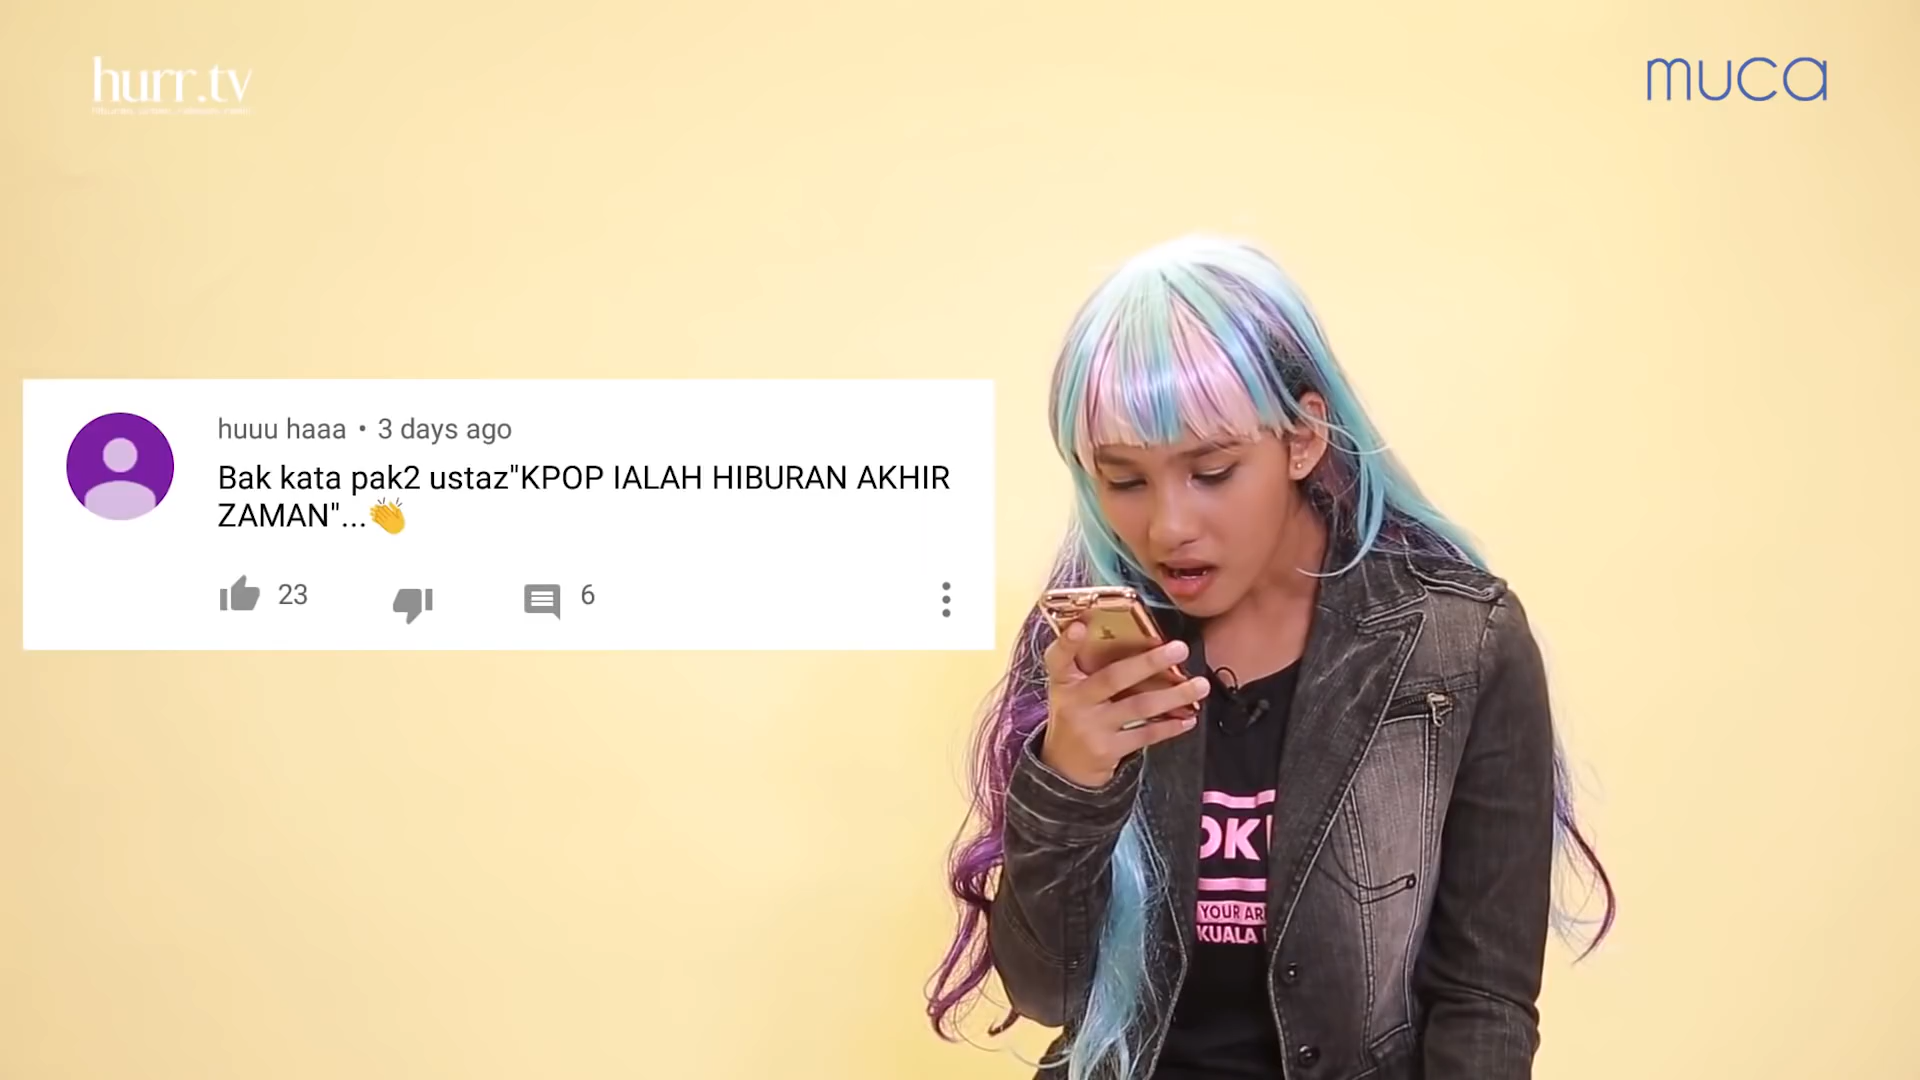 hurr.tv
muca
huuu haaa • 3 days ago
Bak kata pak2 ustaz"KPOP IALAH HIBURAN AKHIR
ZAMAN"...👏
23
6
OK
YOUR
KUALA